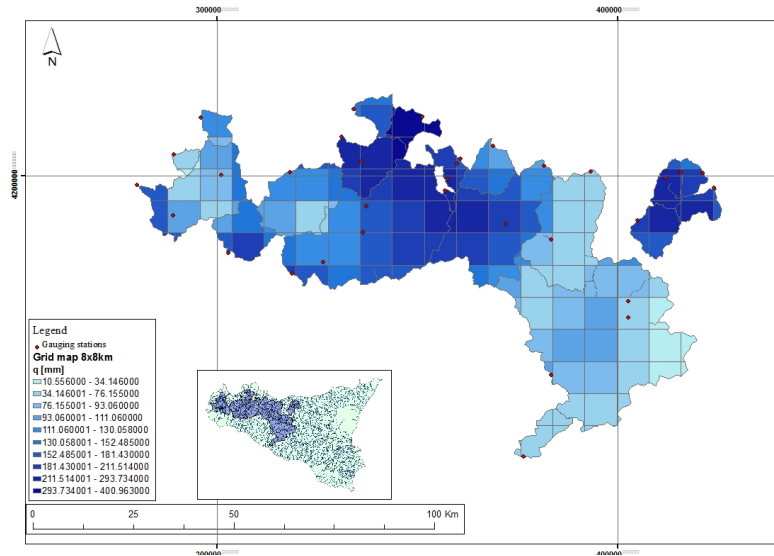 300000
400000
N
4200000
4200000
Legend
Gauging stations
Grid map 8x8km
q [mm]
10.556000 - 34.146000
34.146001 - 76.155000
76.155001 - 93.060000
93.060001 - 111.060000
111.060001 - 130.058000
130.058001 - 152.485000
152.485001 - 181.430000
181.430001 - 211.514000
211.514001 - 293.734000
293.734001 - 400.963000
0 25 50 100 Km
300000
400000